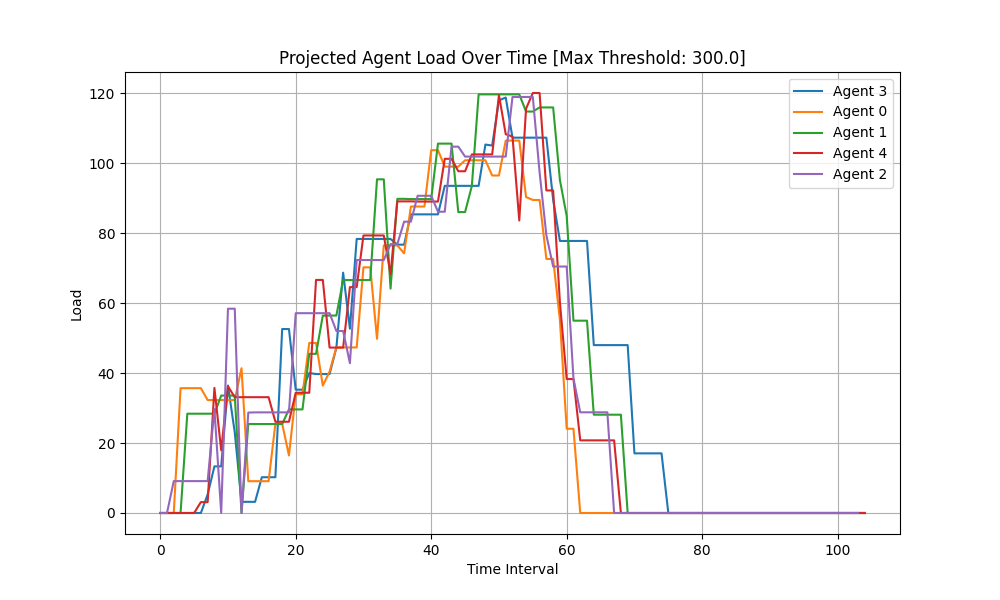 Projected Agent Load Over Time [Max Threshold: 300.0]
Load
120
100
80
60
40
20
0
Agent 3
Agent 0
Agent 1
Agent 4
Agent 2
0 20 40 60 80 100
Time Interval